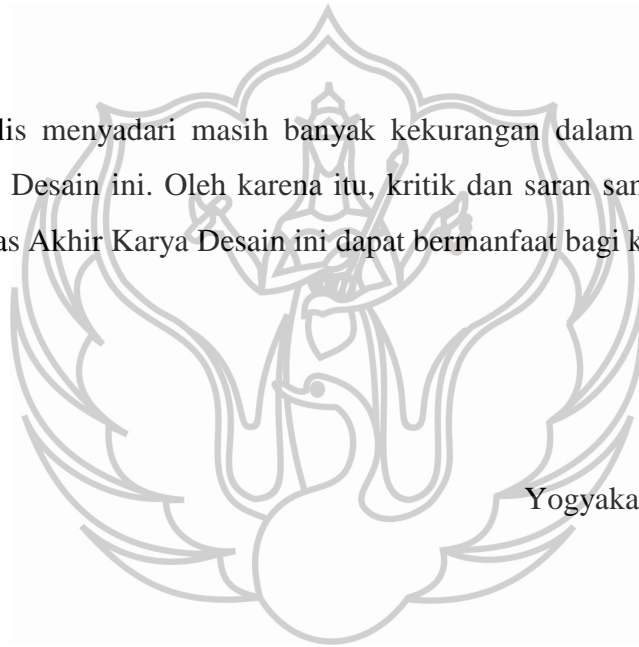 lis menyadari masih banyak kekurangan dalam
Desain ini. Oleh karena itu, kritik dan saran san
as Akhir Karya Desain ini dapat bermanfaat bagi k
Yogyaka